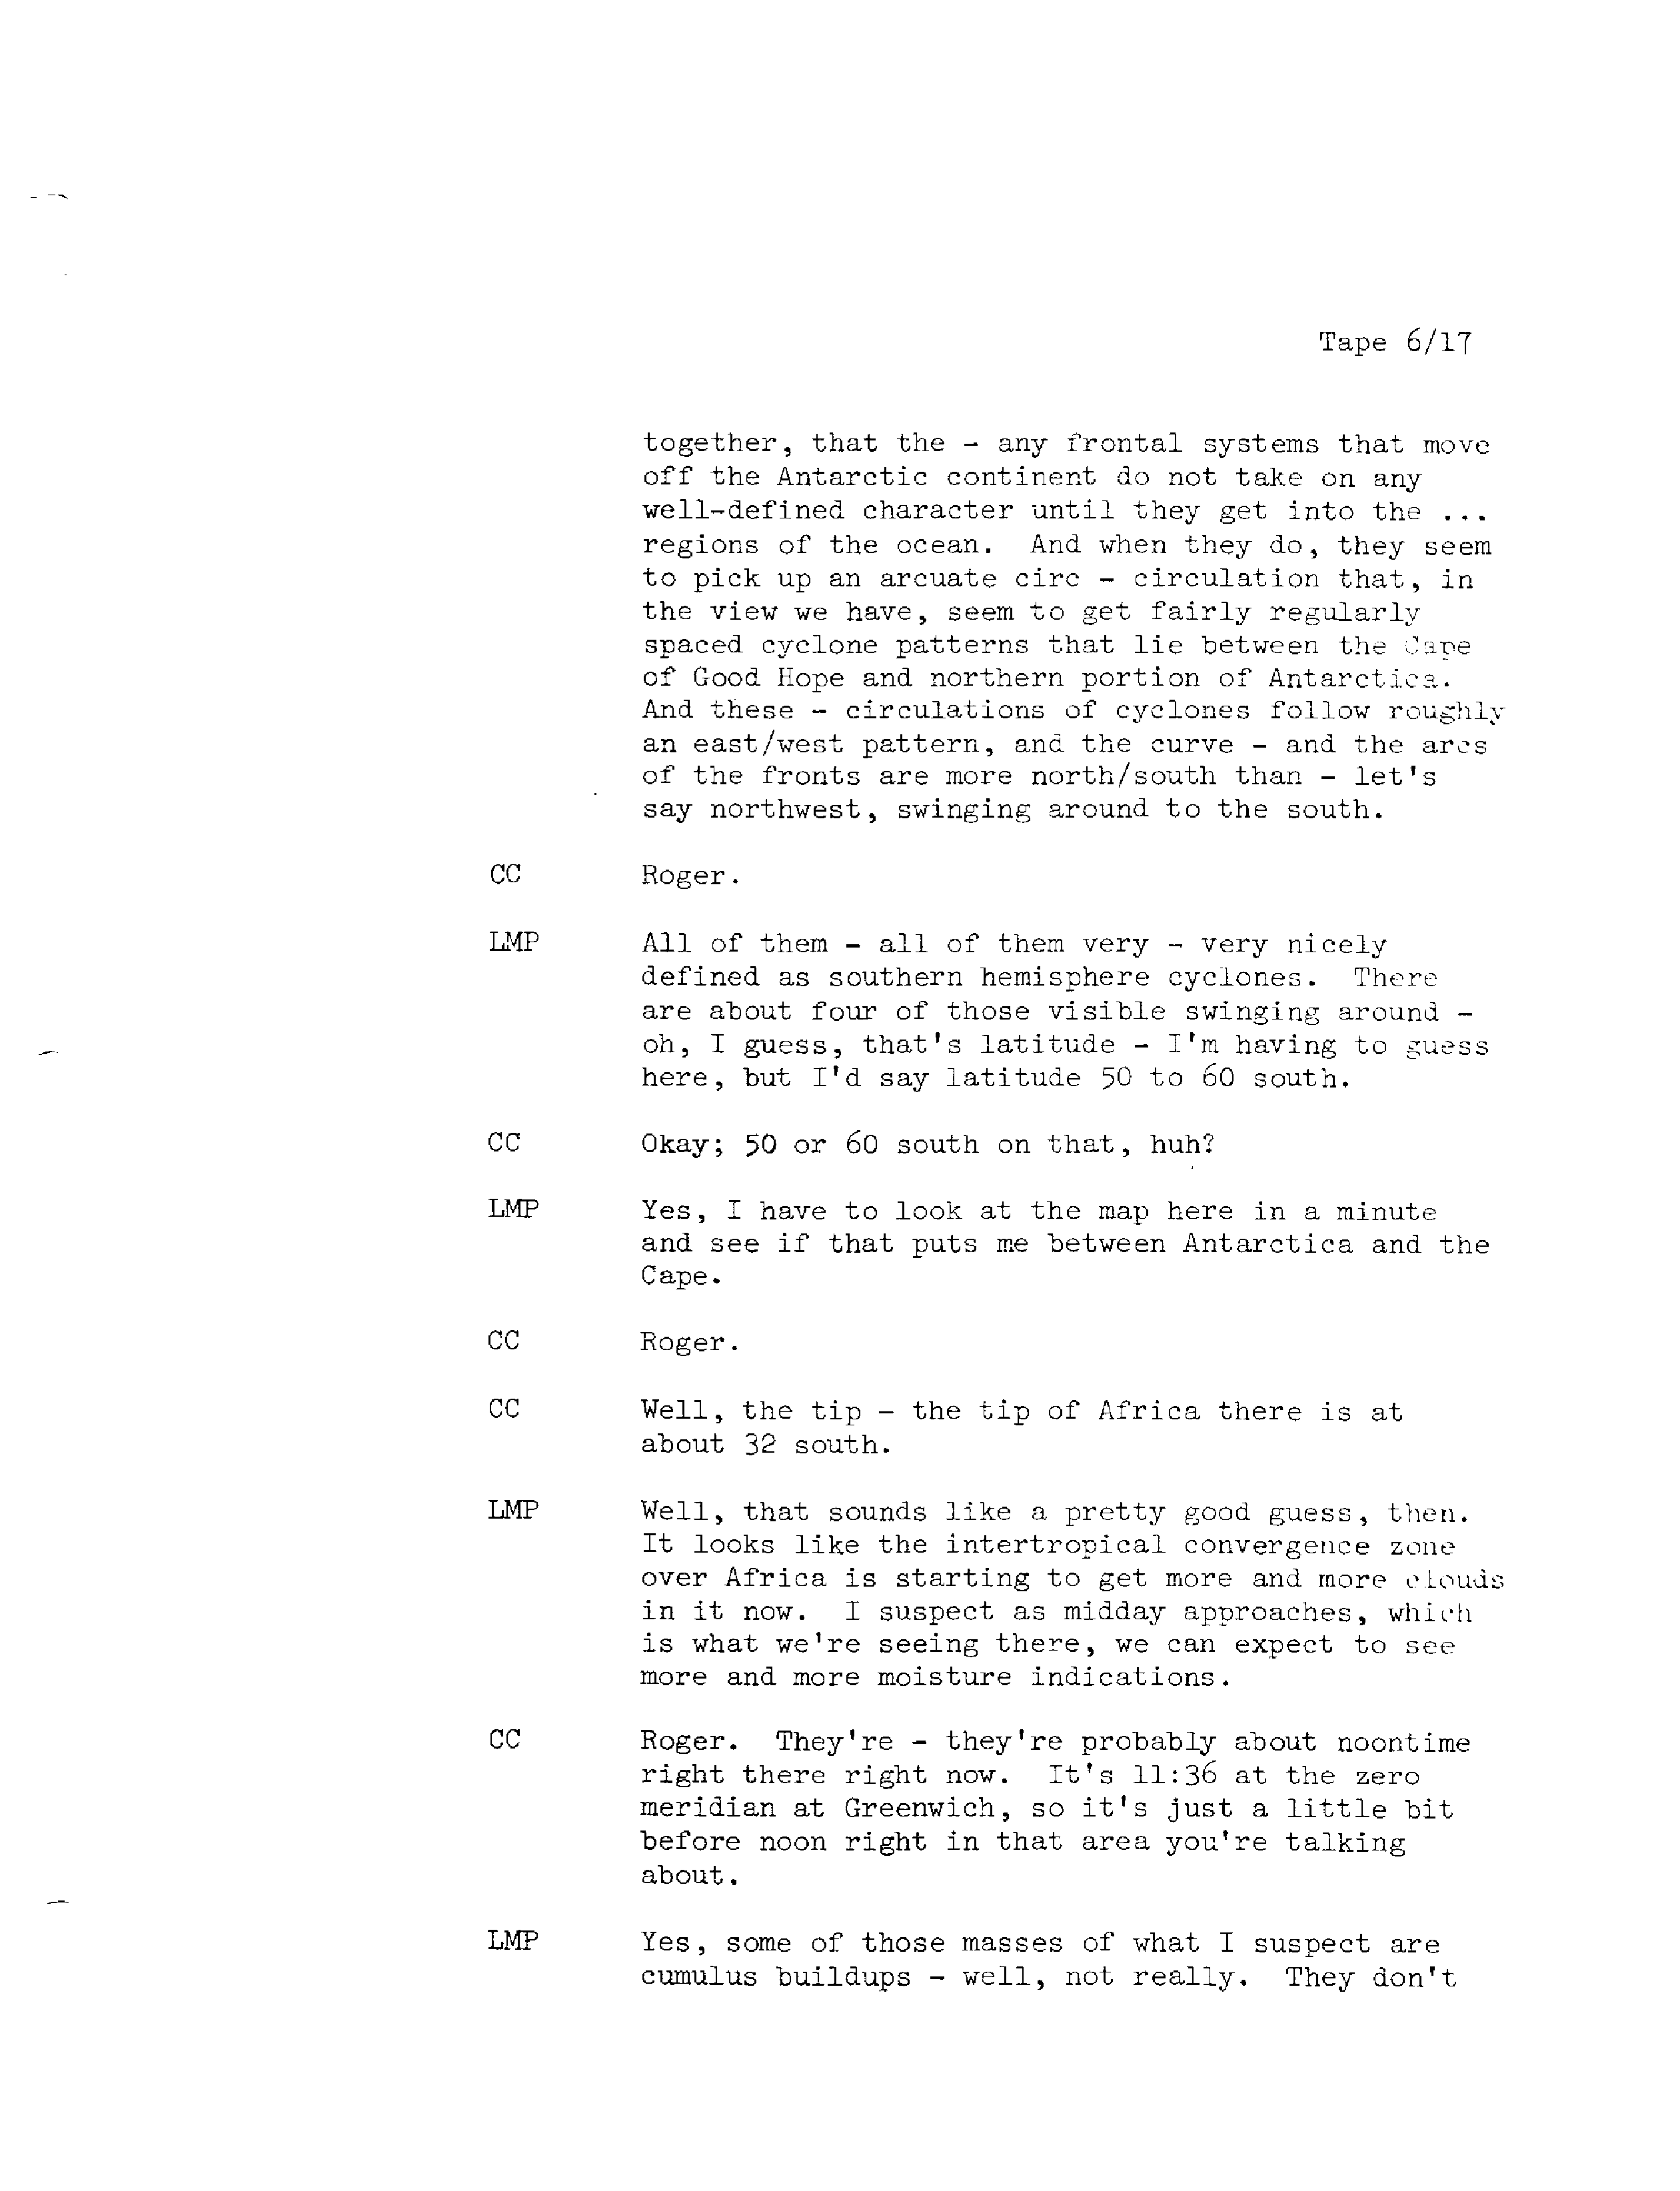 Tape 6/17
together, that the - any frontal systems that move
off the Antarctic continent do not take on any
well-defined character until they get into the ...
regions of the ocean. And when they do, they seem
to pick up an arcuate circ - circulation that, in
the view we have, seem to get fairly regularly
spaced cyclone patterns that lie between the Cape
of Good Hope and northern portion of Antarctica.
And these - circulations of cyclones follow roughly
an east/west pattern, and the curve - and the arcs
of the fronts are more north/south than - let's
say northwest, swinging around to the south.
CC Roger.
LMP All of them - all of them very - very nicely
defined as southern hemisphere cyclones. There
are about four of those visible swinging around -
oh, I guess, that's latitude - I'm having to guess
here, but I'd say latitude 50 to 60 south.
CC Okay; 50 or 60 south on that, huh?
LMP Yes, I have to look at the map here in a minute
and see if that puts me between Antarctica and the
Cape.
CC Roger.
CC Well, the tip - the tip of Africa there is at
about 32 south.
LMP Well, that sounds like a pretty good guess, then.
It looks like the intertropical convergence zone
over Africa is starting to get more and more clouds
in it now. I suspect as midday approaches, which
is what we're seeing there, we can expect to see
more and more moisture indications.
CC Roger. They're - they're probably about noontime
right there right now. It's 11:36 at the zero
meridian at Greenwich, so it's just a little bit
before noon right in that area you're talking
about.
LMP Yes, some of those masses of what I suspect are
cumulus buildups - well, not really. They don't